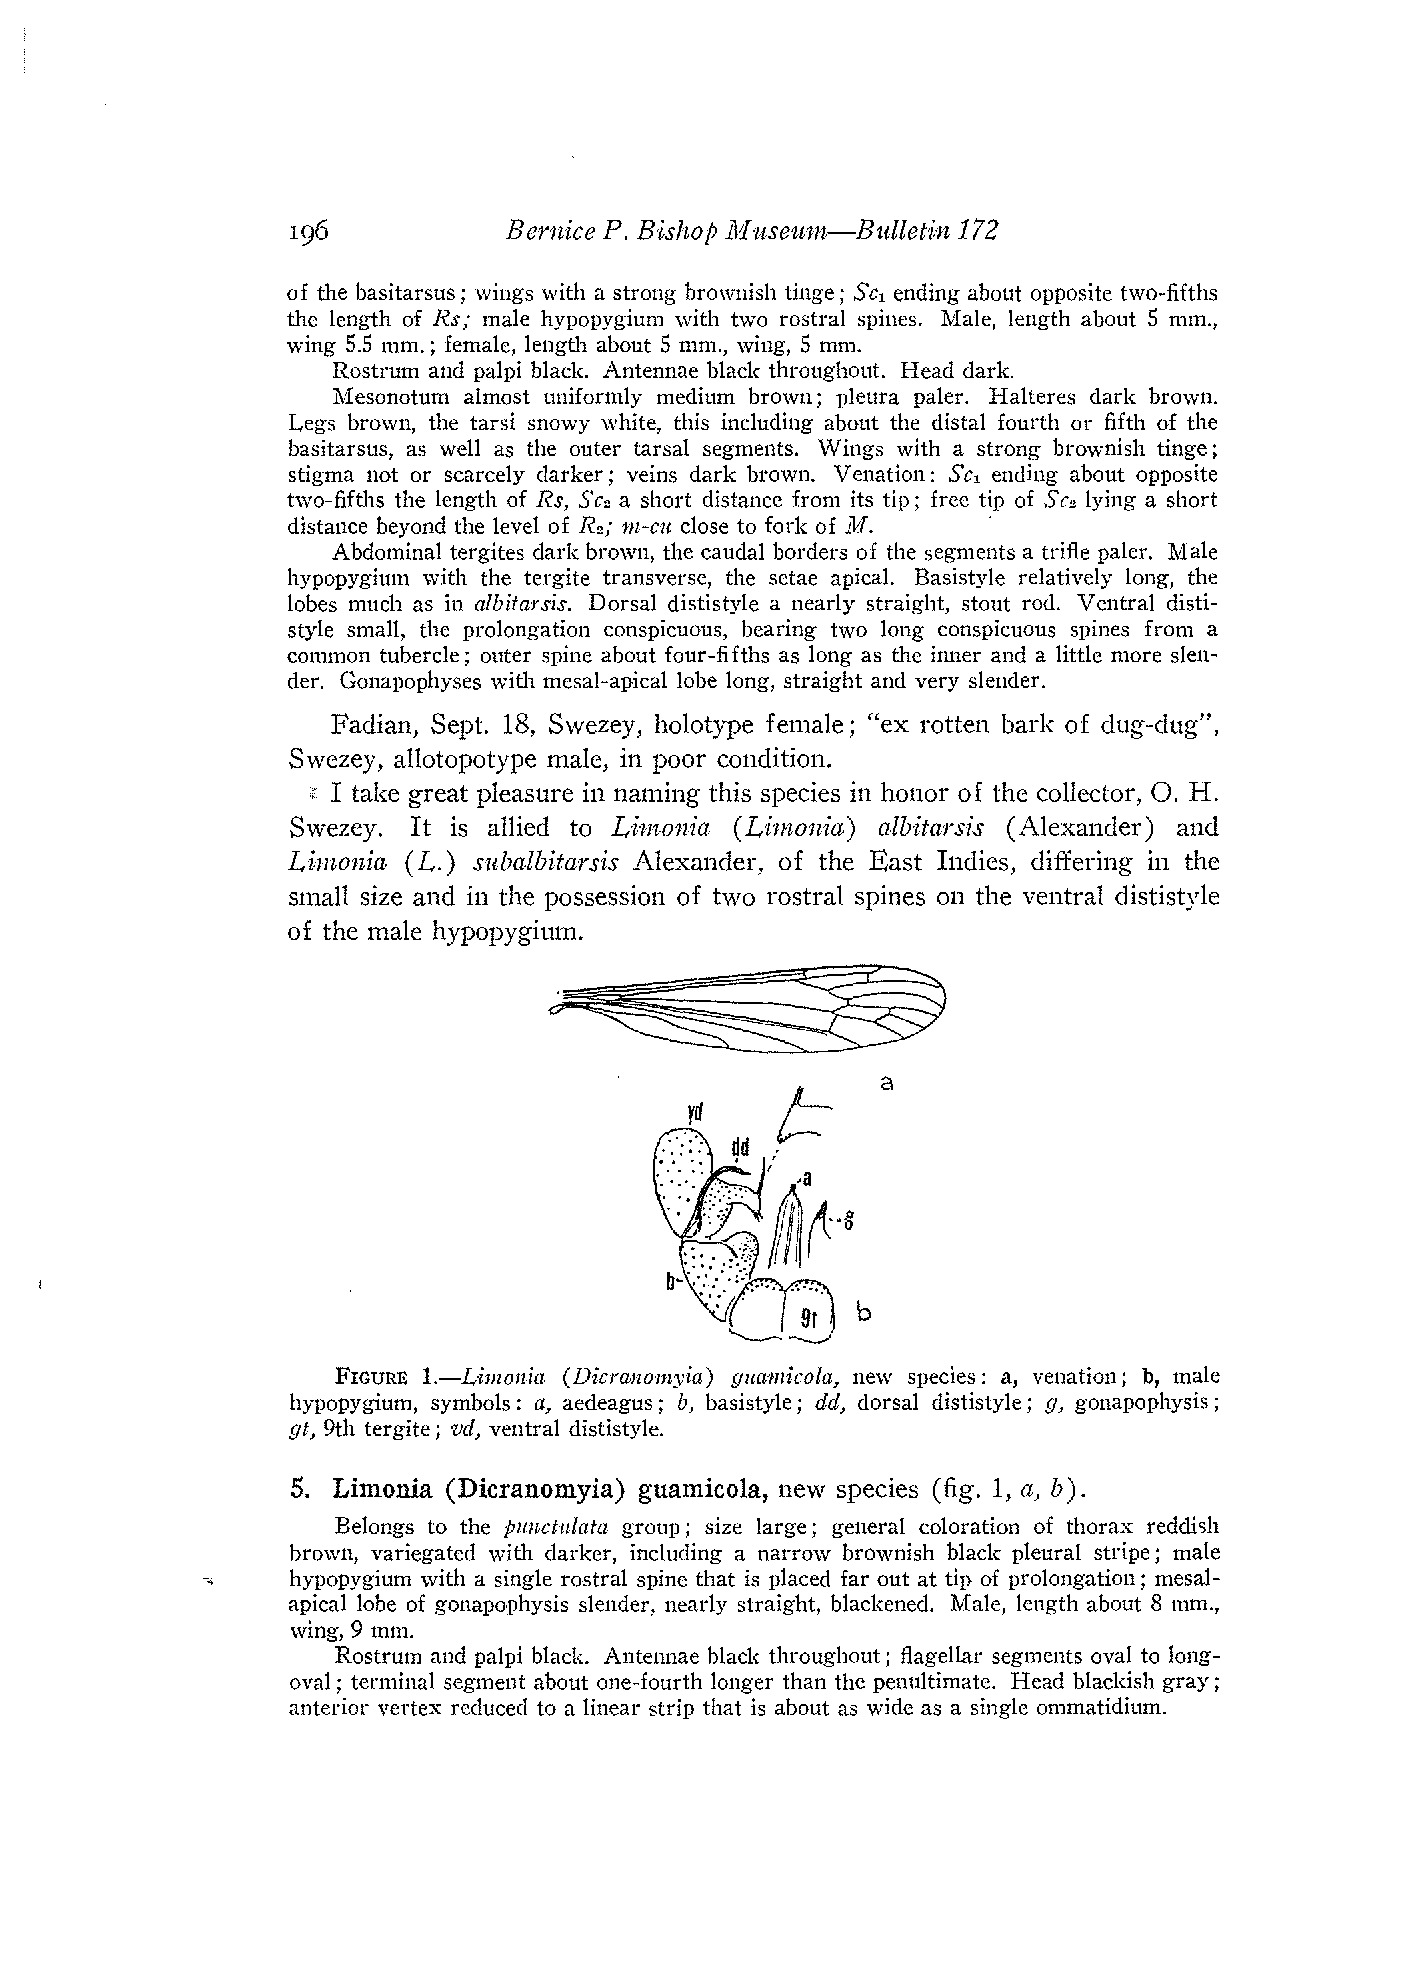 196 Bernice P. Bishop Museum—Bulletin 172
of the basitarsus; wings with a strong brownish tinge; Sc₁ ending about opposite two-fifths
the length of Rs; male hypopygium with two rostral spines. Male, length about 5 mm.,
wing 5.5 mm.; female, length about 5 mm., wing, 5 mm.
Rostrum and palpi black. Antennae black throughout. Head dark.
Mesonotum almost uniformly medium brown; pleura paler. Halteres dark brown.
Legs brown, the tarsi snowy white, this including about the distal fourth or fifth of the
basitarsus, as well as the outer tarsal segments. Wings with a strong brownish tinge;
stigma not or scarcely darker; veins dark brown. Venation: Sc₁ ending about opposite
two-fifths the length of Rs, Sc₂ a short distance from its tip; free tip of Sc₂ lying a short
distance beyond the level of R₂; m-cu close to fork of M.
Abdominal tergites dark brown, the caudal borders of the segments a trifle paler. Male
hypopygium with the tergite transverse, the setae apical. Basistyle relatively long, the
lobes much as in albitarsis. Dorsal dististyle a nearly straight, stout rod. Ventral disti-
style small, the prolongation conspicuous, bearing two long conspicuous spines from a
common tubercle; outer spine about four-fifths as long as the inner and a little more slen-
der. Gonapophyses with mesal-apical lobe long, straight and very slender.
Fadian, Sept. 18, Swezey, holotype female; “ex rotten bark of dug-dug”,
Swezey, allotopotype male, in poor condition.
I take great pleasure in naming this species in honor of the collector, O. H.
Swezey. It is allied to Limonia (Limonia) albitarsis (Alexander) and
Limonia (L.) subalbitarsis Alexander, of the East Indies, differing in the
small size and in the possession of two rostral spines on the ventral dististyle
of the male hypopygium.
a
vd
dd
a
g
b
9t
b
FIGURE 1.—Limonia (Dicranomyia) guamicola, new species: a, venation; b, male
hypopygium, symbols: a, aedeagus; b, basistyle; dd, dorsal dististyle; g, gonapophysis;
gt, 9th tergite; vd, ventral dististyle.
5. Limonia (Dicranomyia) guamicola, new species (fig. 1, a, b).
Belongs to the punctulata group; size large; general coloration of thorax reddish
brown, variegated with darker, including a narrow brownish black pleural stripe; male
hypopygium with a single rostral spine that is placed far out at tip of prolongation; mesal-
apical lobe of gonapophysis slender, nearly straight, blackened. Male, length about 8 mm.,
wing, 9 mm.
Rostrum and palpi black. Antennae black throughout; flagellar segments oval to long-
oval; terminal segment about one-fourth longer than the penultimate. Head blackish gray;
anterior vertex reduced to a linear strip that is about as wide as a single ommatidium.